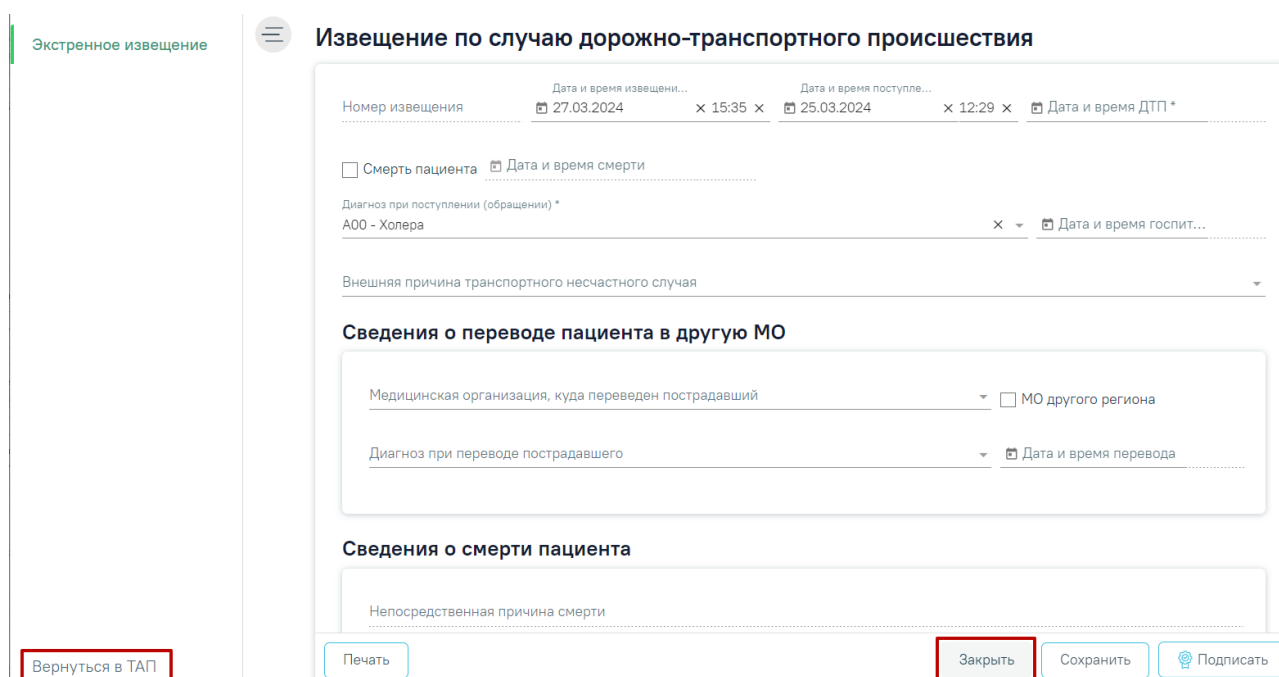 Экстренное извещение
Извещение по случаю дорожно-транспортного происшествия
Дата и время извещени... Дата и время поступле...
Номер извещения 27.03.2024 × 15:35 × 25.03.2024 × 12:29 × Дата и время ДТП *
Смерть пациента Дата и время смерти
Диагноз при поступлении (обращении) *
A00 - Холера × Дата и время госпит...
Внешняя причина транспортного несчастного случая
Сведения о переводе пациента в другую МО
Медицинская организация, куда переведен пострадавший МО другого региона
Диагноз при переводе пострадавшего Дата и время перевода
Сведения о смерти пациента
Непосредственная причина смерти
Вернуться в ТАП Печать Закрыть Сохранить Подписать